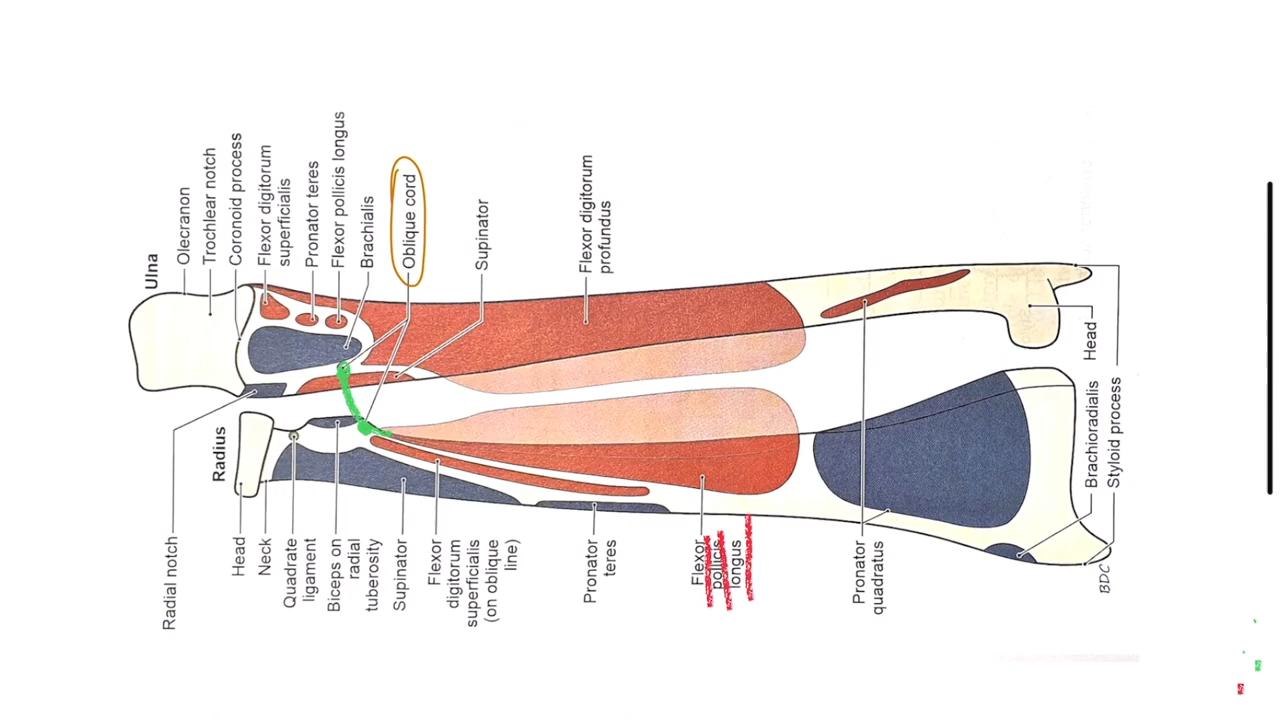 Ulna
Olecranon
Trochlear notch
Coronoid process
Flexor digitorum
superficialis
Pronator teres
Flexor pollicis longus
Brachialis
Oblique cord
Supinator
Flexor digitorum
profundus
Radius
Radial notch
Head
Neck
Quadrate
ligament
Biceps on
radial
tuberosity
Supinator
Flexor
digitorum
superficialis
(on oblique
line)
Pronator
teres
Flexor
pollicis
longus
Pronator
quadratus
Head
Brachioradialis
Styloid process
BDC